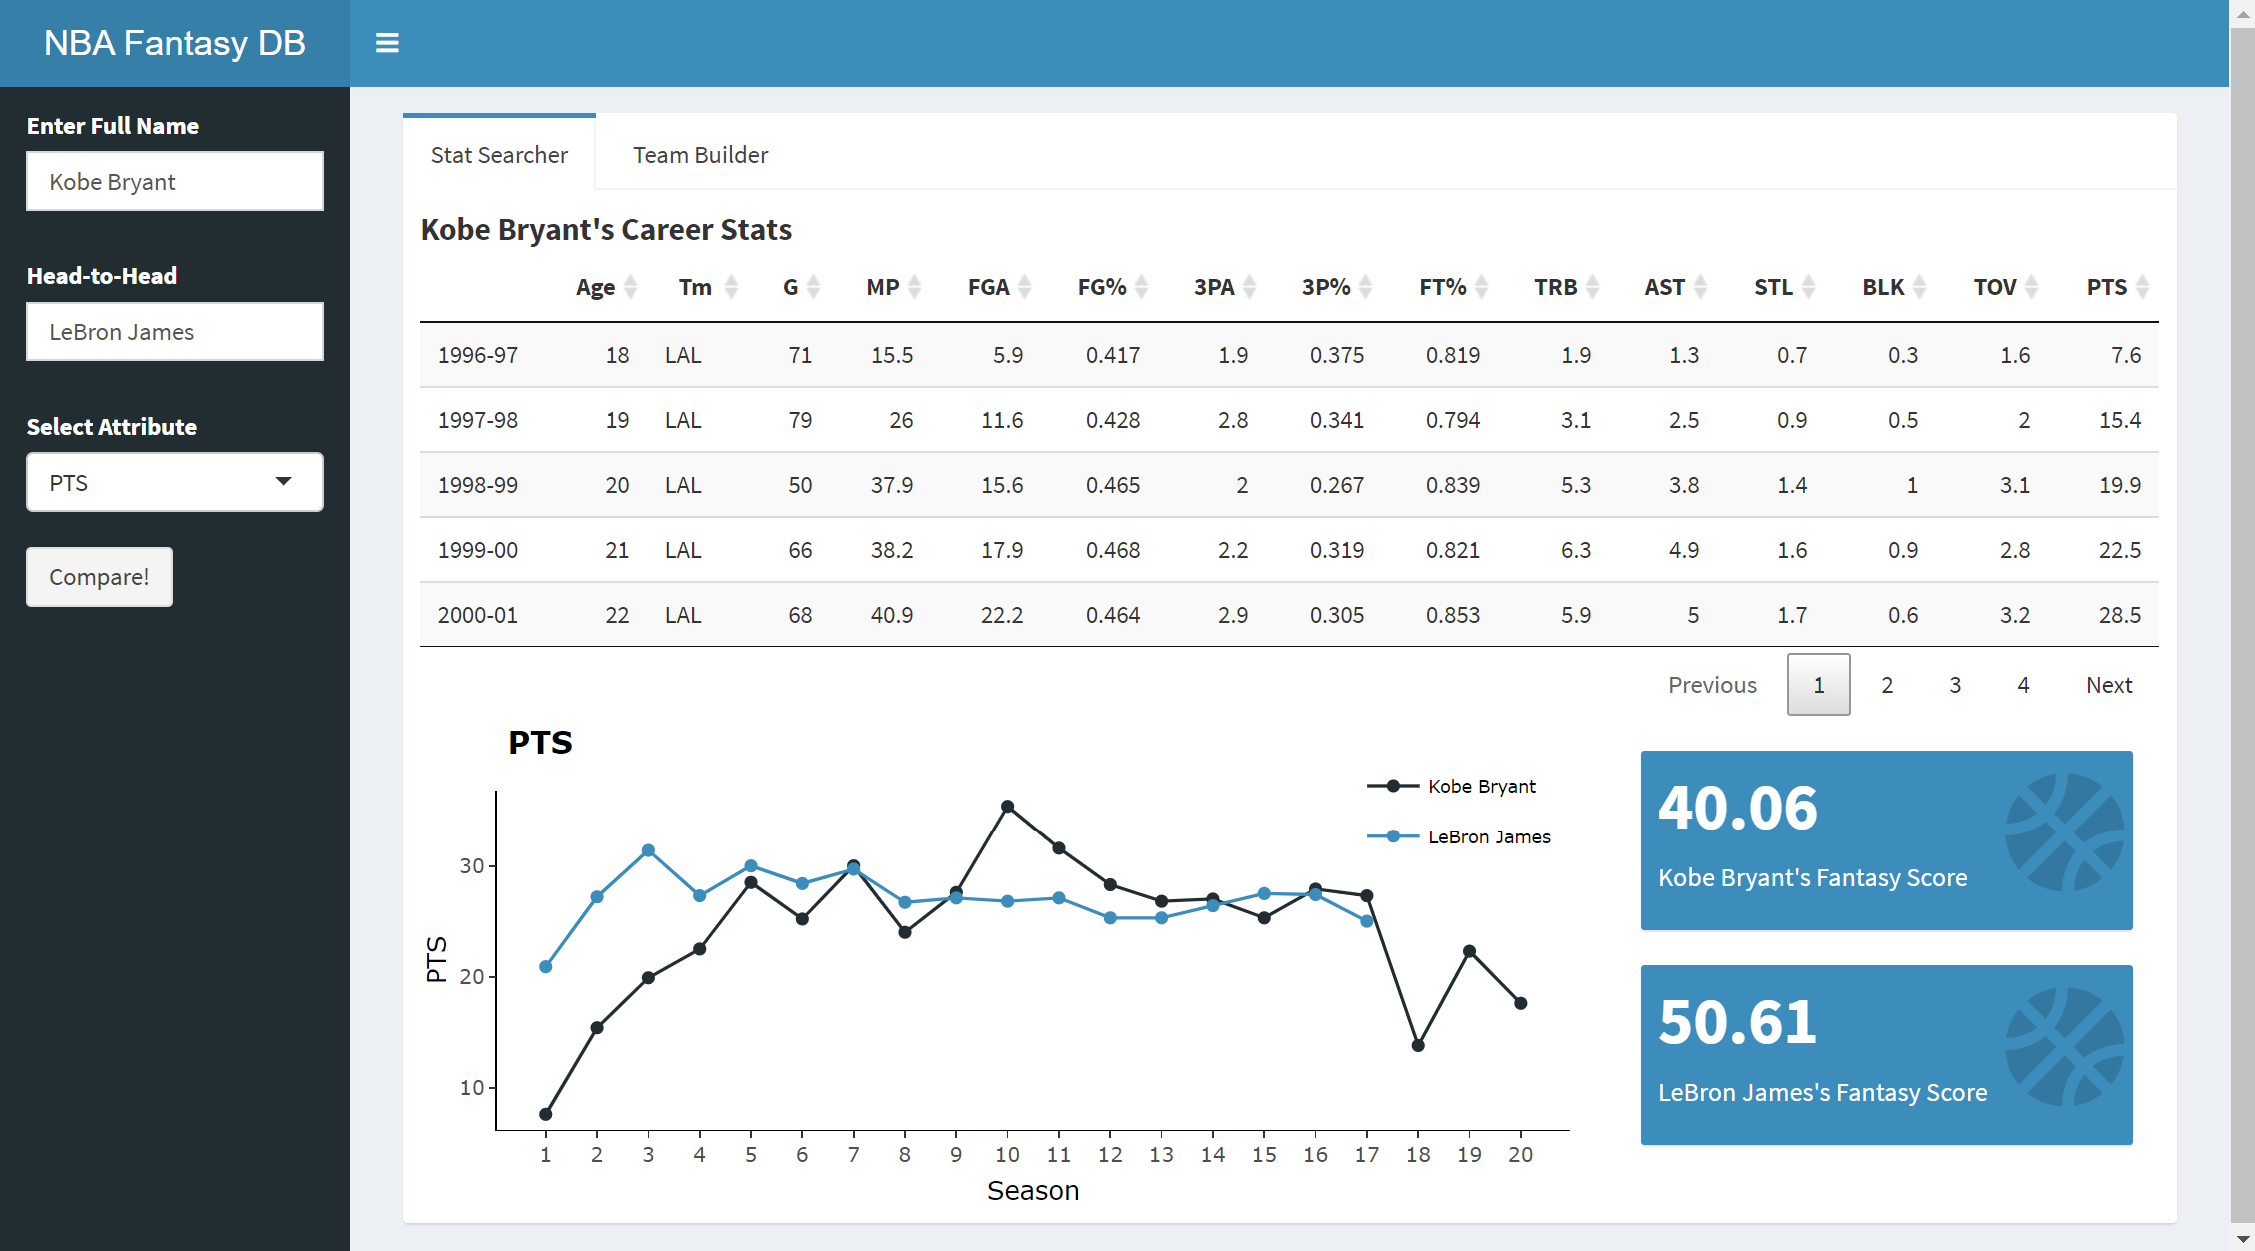 NBA Fantasy DB
Enter Full Name
Kobe Bryant
Head-to-Head
LeBron James
Select Attribute
PTS
Compare!
Stat Searcher Team Builder
Kobe Bryant's Career Stats
Age Tm G MP FGA FG% 3PA 3P% FT% TRB AST STL BLK TOV PTS
1996-97 18 LAL 71 15.5 5.9 0.417 1.9 0.375 0.819 1.9 1.3 0.7 0.3 1.6 7.6
1997-98 19 LAL 79 26 11.6 0.428 2.8 0.341 0.794 3.1 2.5 0.9 0.5 2 15.4
1998-99 20 LAL 50 37.9 15.6 0.465 2 0.267 0.839 5.3 3.8 1.4 1 3.1 19.9
1999-00 21 LAL 66 38.2 17.9 0.468 2.2 0.319 0.821 6.3 4.9 1.6 0.9 2.8 22.5
2000-01 22 LAL 68 40.9 22.2 0.464 2.9 0.305 0.853 5.9 5 1.7 0.6 3.2 28.5
Previous 1 2 3 4 Next
PTS
Kobe Bryant
LeBron James
30
20
10
PTS
1 2 3 4 5 6 7 8 9 10 11 12 13 14 15 16 17 18 19 20
Season
40.06
Kobe Bryant's Fantasy Score
50.61
LeBron James's Fantasy Score